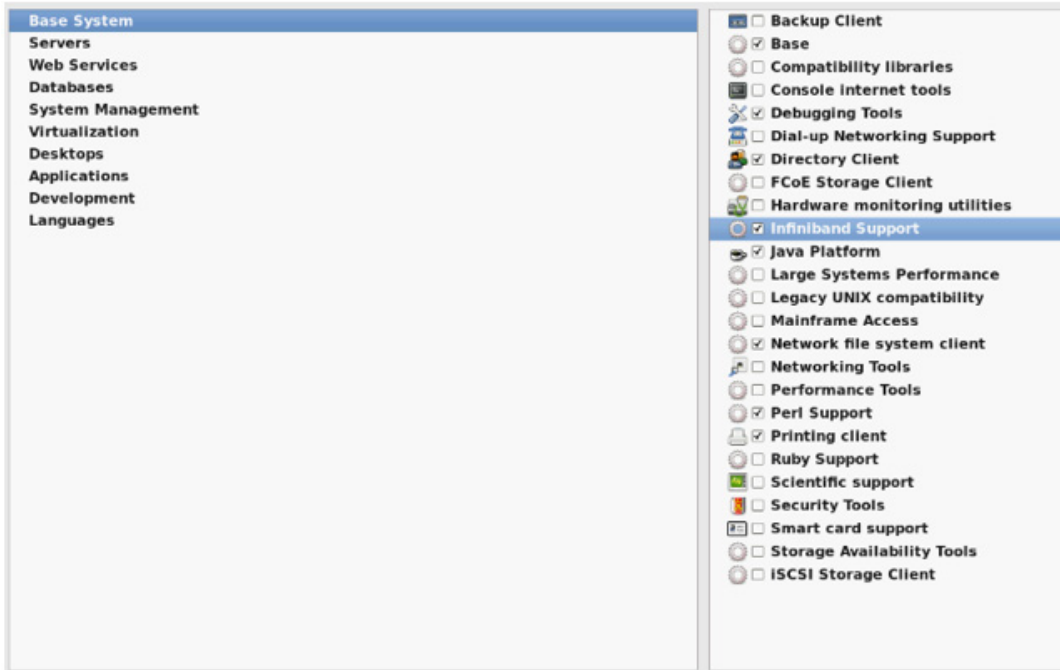 Base System
Servers
Web Services
Databases
System Management
Virtualization
Desktops
Applications
Development
Languages
Backup Client
Base
Compatibility libraries
Console internet tools
Debugging Tools
Dial-up Networking Support
Directory Client
FCoE Storage Client
Hardware monitoring utilities
Infiniband Support
Java Platform
Large Systems Performance
Legacy UNIX compatibility
Mainframe Access
Network file system client
Networking Tools
Performance Tools
Perl Support
Printing client
Ruby Support
Scientific support
Security Tools
Smart card support
Storage Availability Tools
iSCSI Storage Client